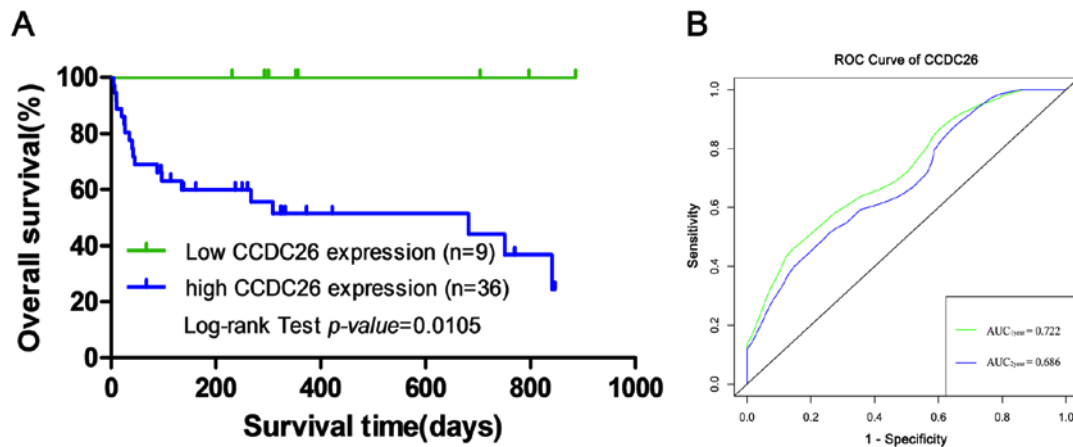 A
Overall survival(%)
100
80
60
40
20
0
Low CCDC26 expression (n=9)
high CCDC26 expression (n=36)
Log-rank Test p-value=0.0105
0 200 400 600 800 1000
Survival time(days)
B
ROC Curve of CCDC26
Sensitivity
1.0
0.8
0.6
0.4
0.2
0.0
AUC1year = 0.722
AUC2year = 0.686
0.0 0.2 0.4 0.6 0.8 1.0
1 - Specificity